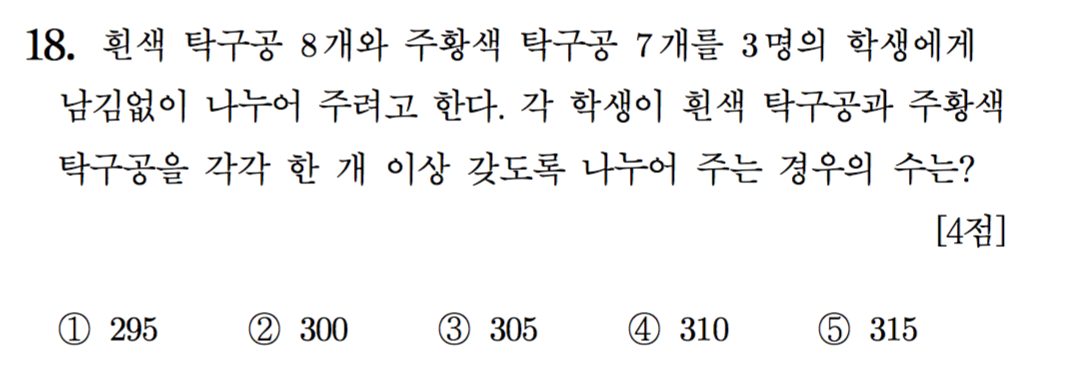 18. 흰색 탁구공 8개와 주황색 탁구공 7개를 3명의 학생에게
남김없이 나누어 주려고 한다. 각 학생이 흰색 탁구공과 주황색
탁구공을 각각 한 개 이상 갖도록 나누어 주는 경우의 수는?
[4점]
① 295 ② 300 ③ 305 ④ 310 ⑤ 315